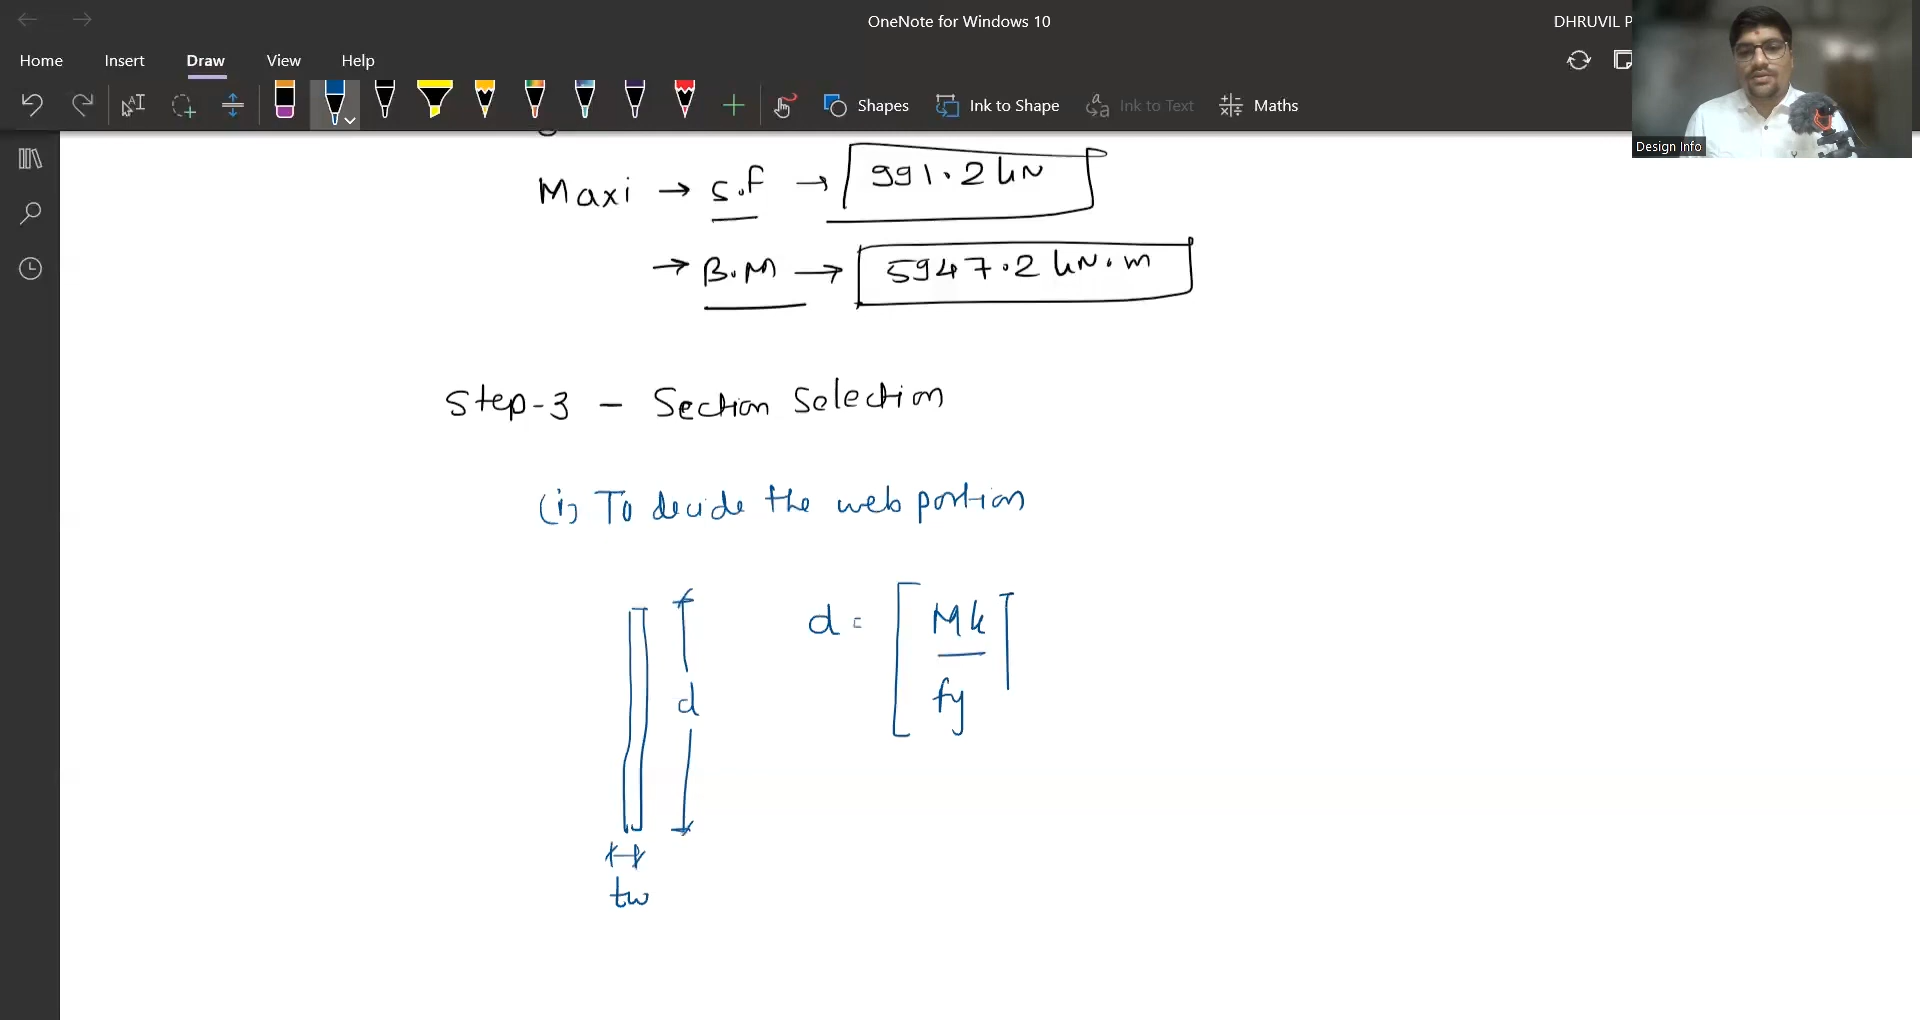 OneNote for Windows 10
DHRUVIL P
Home Insert Draw View Help
Shapes Ink to Shape Ink to Text Maths
Design Info
Maxi → S.F → 991.2 kN
→ B.M → 5947.2 kN.m
Step-3 - Section Selection
(i) To decide the web portion
d = [Mk
fy]
d
tw